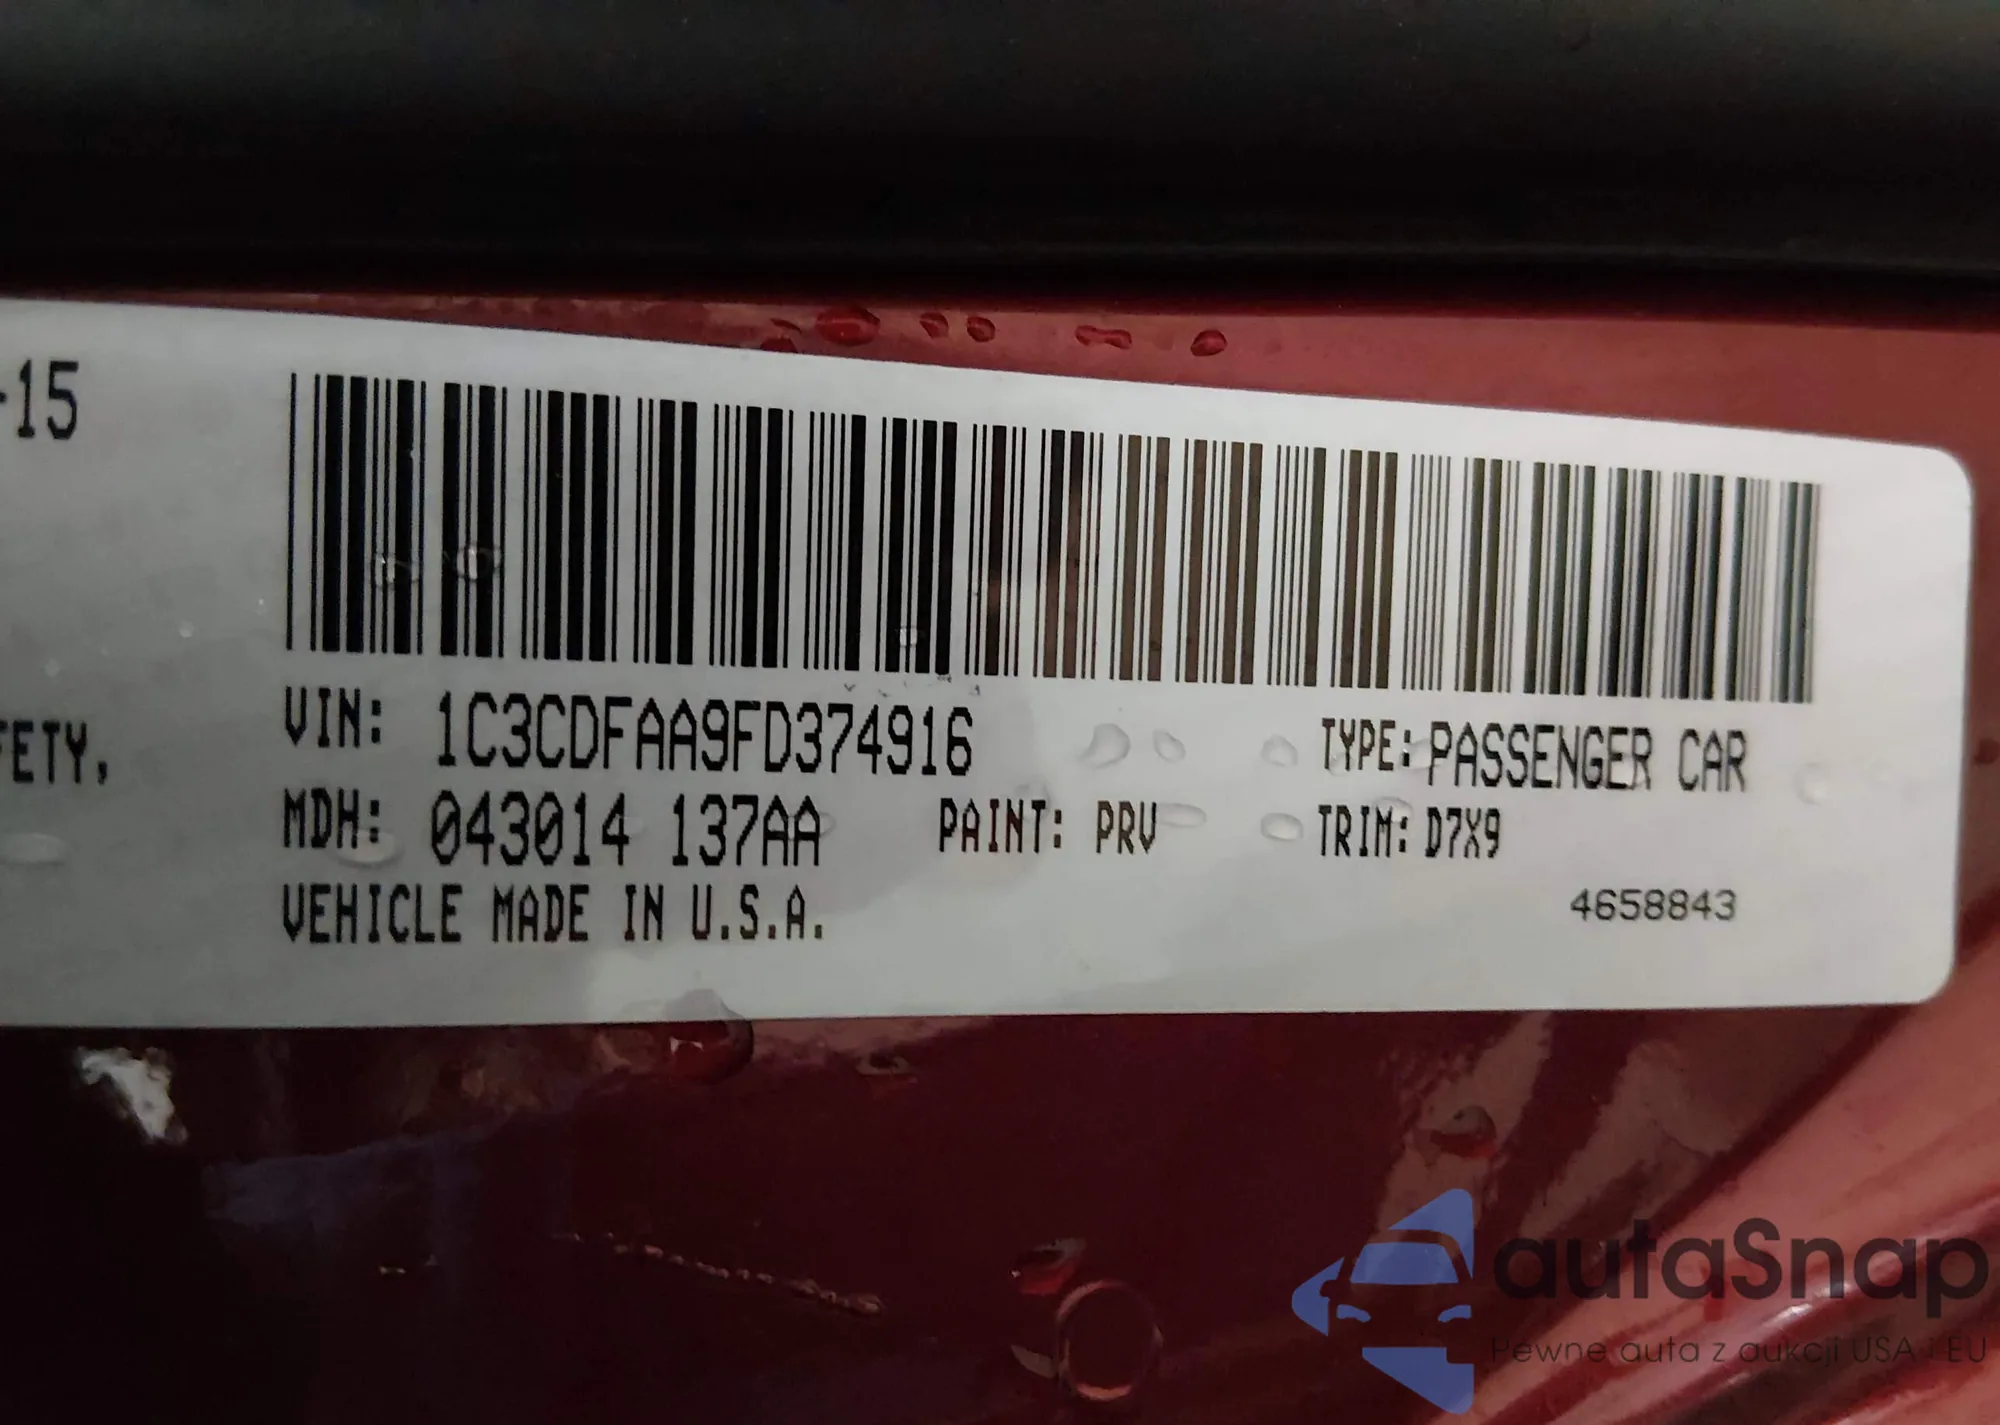 -15
FETY,
VIN: 1C3CDFAA9FD374916
TYPE: PASSENGER CAR
MDH: 043014 137AA
PAINT: PRV
TRIM: D7X9
VEHICLE MADE IN U.S.A.
4658843
autaSnap
Pewne auta z aukcji USA i EU